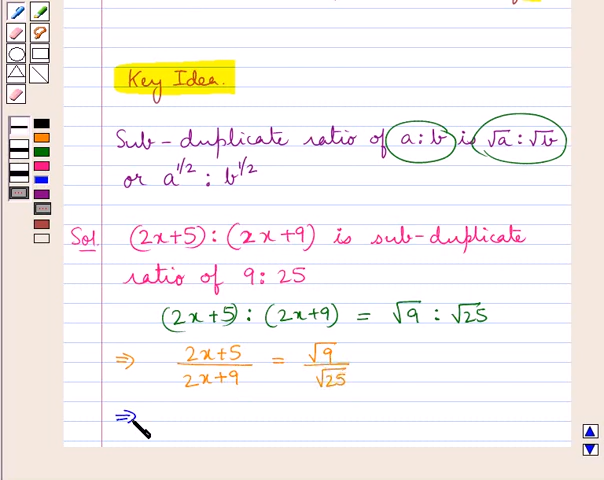 Key Idea.
Sub-duplicate ratio of a:b is √a:√b
or a^1/2 : b^1/2
Sol. (2x+5):(2x+9) is sub-duplicate
ratio of 9:25
(2x+5):(2x+9) = √9 : √25
⇒ (2x+5)/(2x+9) = √9/√25
⇒